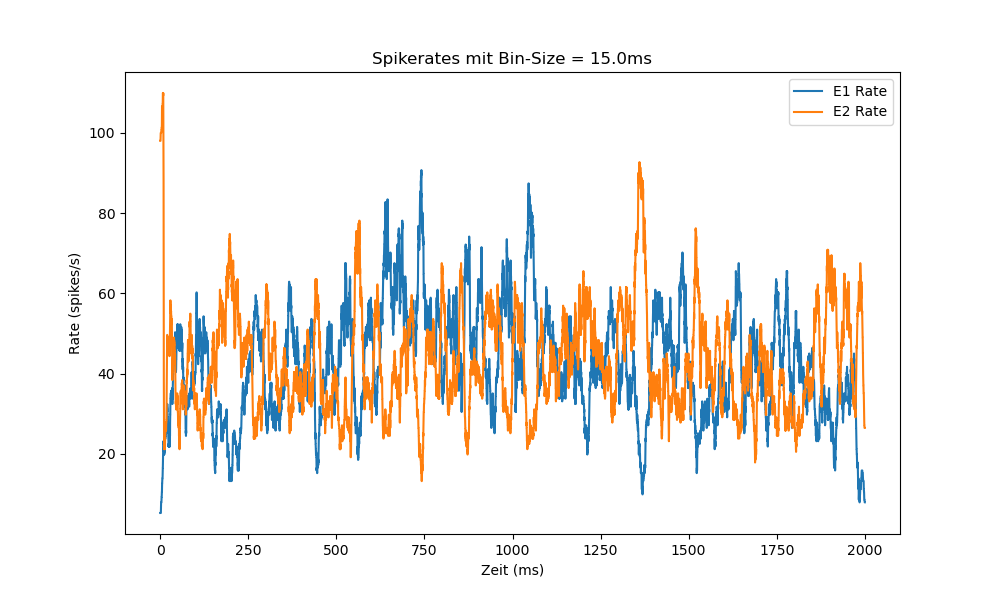 Spikerates mit Bin-Size = 15.0ms
E1 Rate
E2 Rate
Rate (spikes/s)
100
80
60
40
20
0
250
500
750
1000
1250
1500
1750
2000
Zeit (ms)